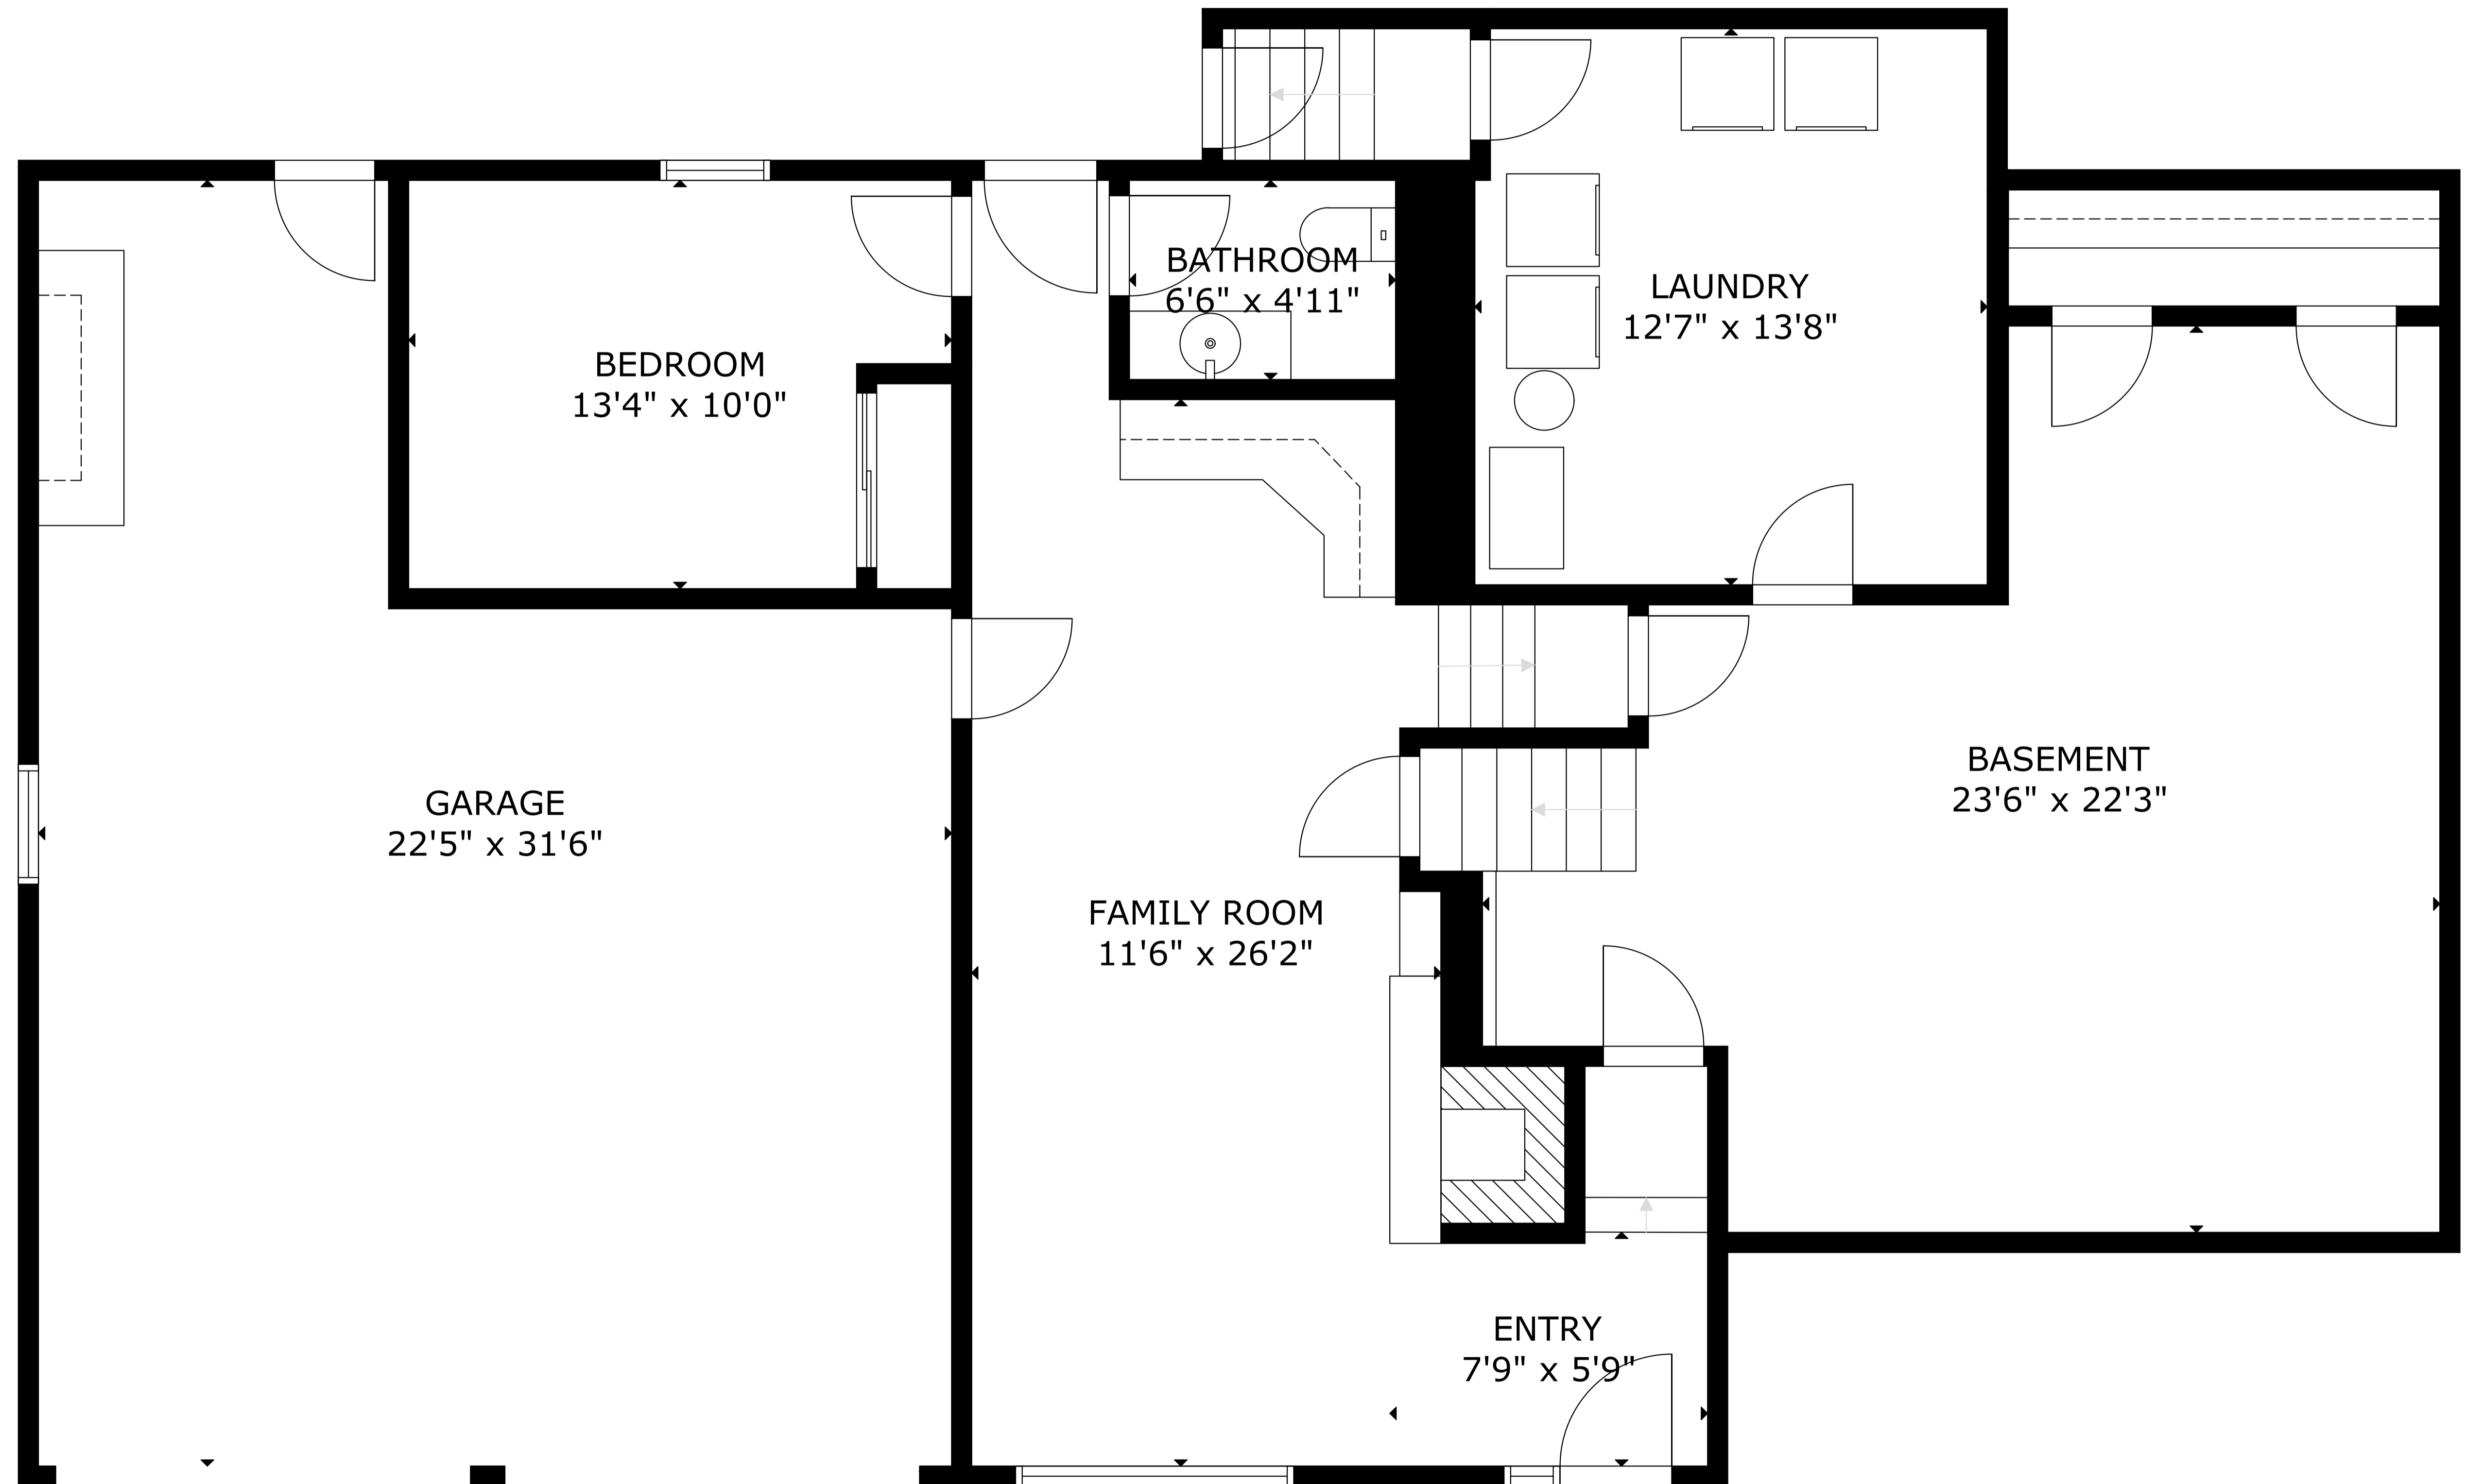 BATHROOM
6'6" x 4'11"
LAUNDRY
12'7" x 13'8"
BEDROOM
13'4" x 10'0"
BASEMENT
23'6" x 22'3"
GARAGE
22'5" x 31'6"
FAMILY ROOM
11'6" x 26'2"
ENTRY
7'9" x 5'9"